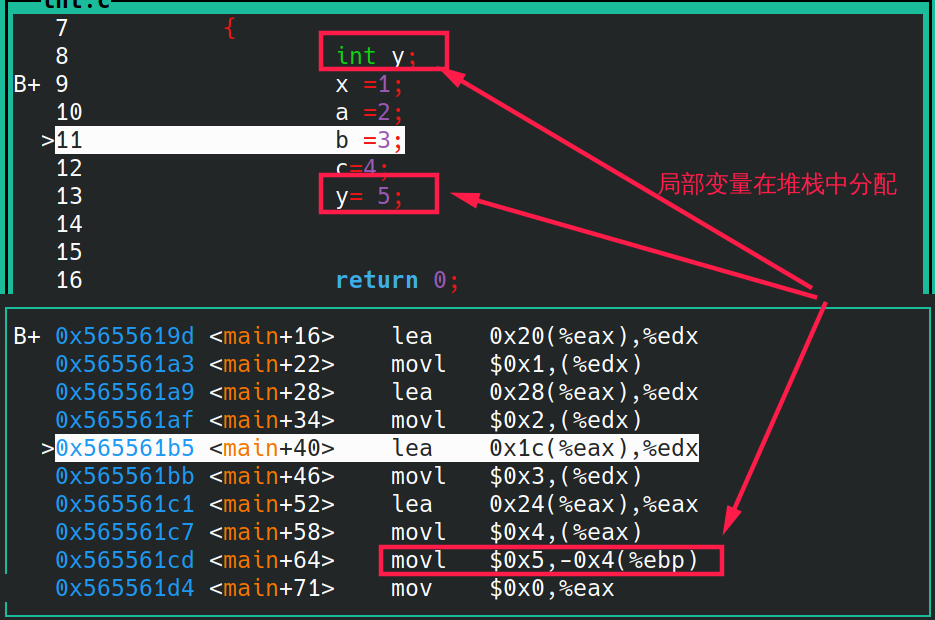 int.c
7 {
8 int y;
B+ 9 x =1;
10 a =2;
>11 b =3;
12 c=4;
13 y= 5;
局部变量在堆栈中分配
14
15
16 return 0;
B+ 0x5655619d <main+16> lea 0x20(%eax),%edx
0x565561a3 <main+22> movl $0x1,(%edx)
0x565561a9 <main+28> lea 0x28(%eax),%edx
0x565561af <main+34> movl $0x2,(%edx)
>0x565561b5 <main+40> lea 0x1c(%eax),%edx
0x565561bb <main+46> movl $0x3,(%edx)
0x565561c1 <main+52> lea 0x24(%eax),%eax
0x565561c7 <main+58> movl $0x4,(%eax)
0x565561cd <main+64> movl $0x5,-0x4(%ebp)
0x565561d4 <main+71> mov $0x0,%eax